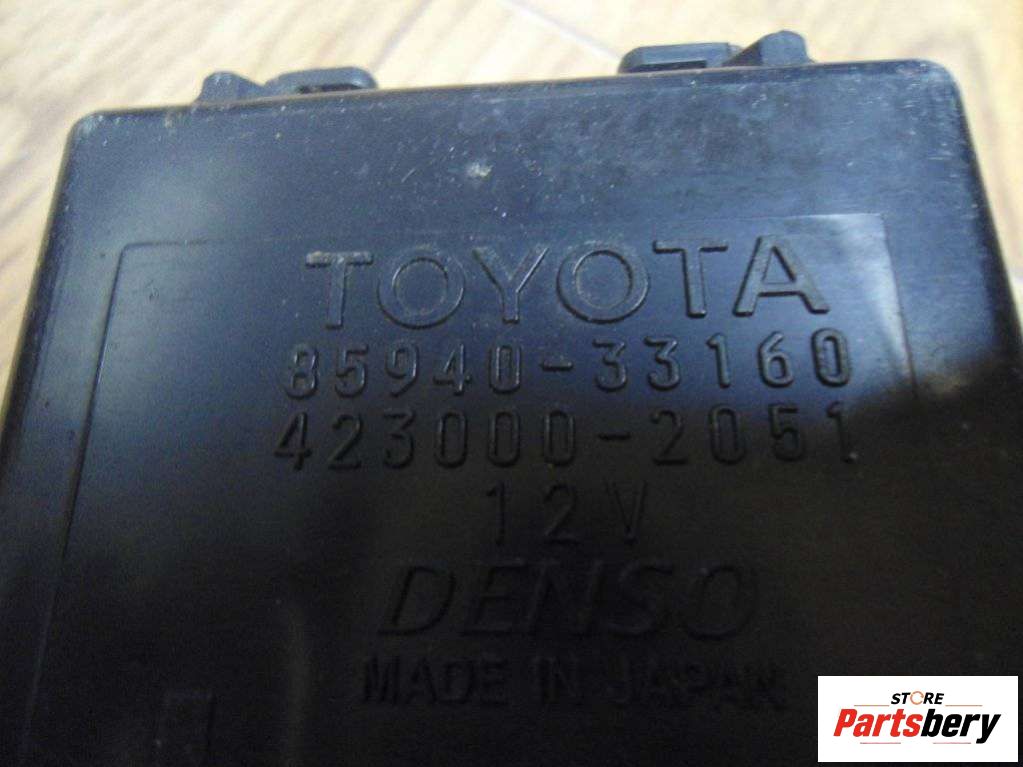 TOYOTA
85940-33160
423000-2051
12V
DENSO
MADE IN JAPAN
STORE
Partsbery